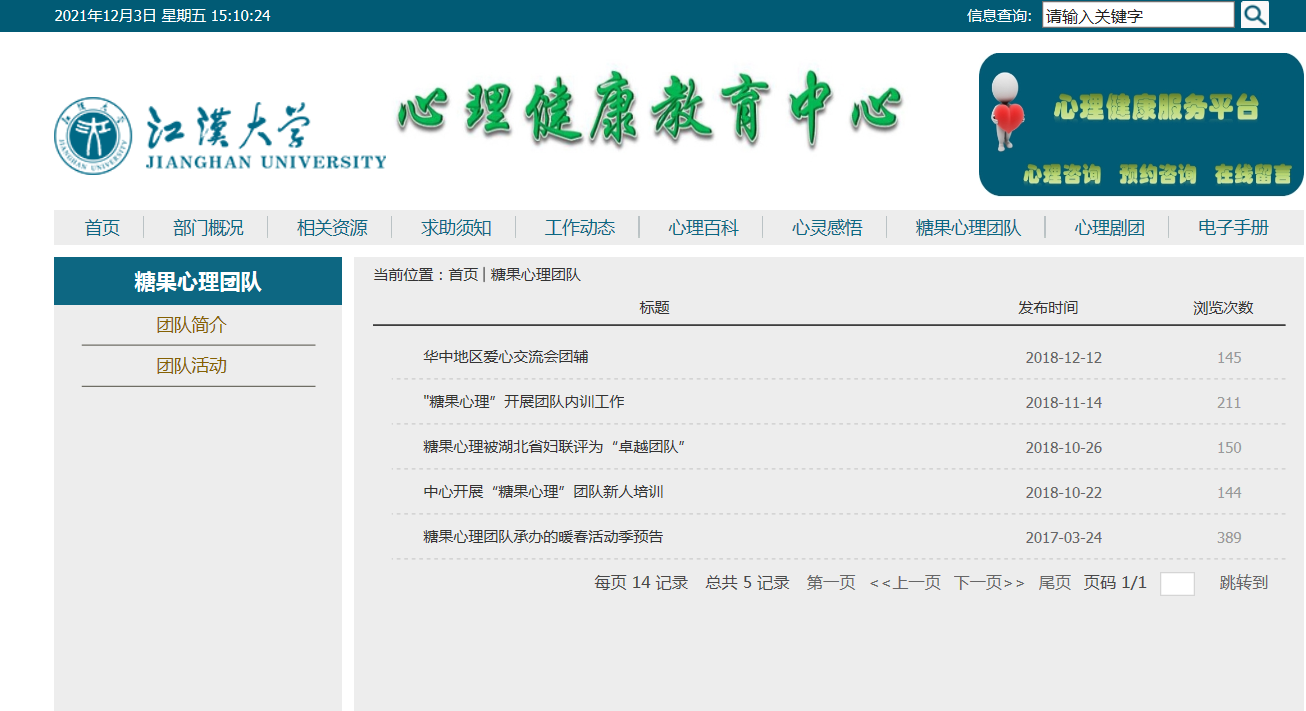 2021年12月3日 星期五 15:10:24 信息查询: 请输入关键字
江漢大学
JIANGHAN UNIVERSITY
心理健康教育中心
心理健康服务平台
心理咨询 预约咨询 在线留言
首页 部门概况 相关资源 求助须知 工作动态 心理百科 心灵感悟 糖果心理团队 心理剧团 电子手册
糖果心理团队
团队简介
团队活动
当前位置：首页 | 糖果心理团队
标题 发布时间 浏览次数
华中地区爱心交流会团辅 2018-12-12 145
"糖果心理”开展团队内训工作 2018-11-14 211
糖果心理被湖北省妇联评为“卓越团队” 2018-10-26 150
中心开展“糖果心理”团队新人培训 2018-10-22 144
糖果心理团队承办的暖春活动季预告 2017-03-24 389
每页 14 记录 总共 5 记录 第一页 <<上一页 下一页>> 尾页 页码 1/1 跳转到